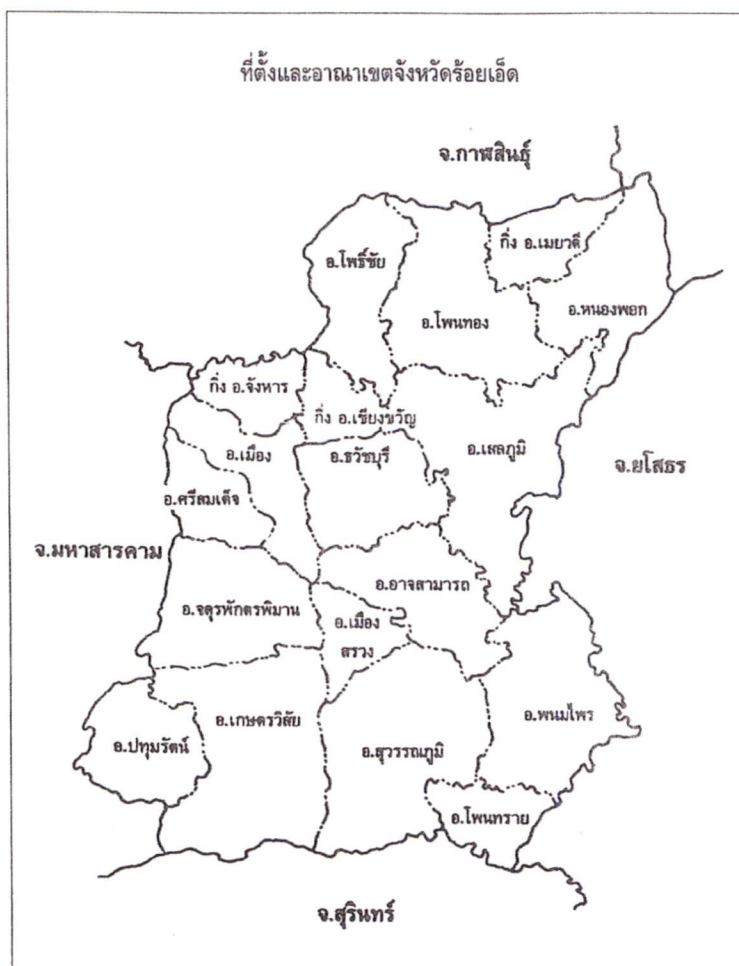 ที่ตั้งและอาณาเขตจังหวัดร้อยเอ็ด
จ.กาฬสินธุ์
กิ่ง อ.เมยวดี
อ.โพธิ์ชัย
อ.หนองพอก
อ.โพนทอง
กิ่ง อ.จังหาร
กิ่ง อ.เชียงขวัญ
อ.เมือง
อ.ธวัชบุรี
อ.เสลภูมิ
จ.ยโสธร
อ.ศรีสมเด็จ
จ.มหาสารคาม
อ.อาจสามารถ
อ.จตุรพักตรพิมาน
อ.เมือง
สรวง
อ.พนมไพร
อ.เกษตรวิสัย
อ.ปทุมรัตน์
อ.สุวรรณภูมิ
อ.โพนทราย
จ.สุรินทร์